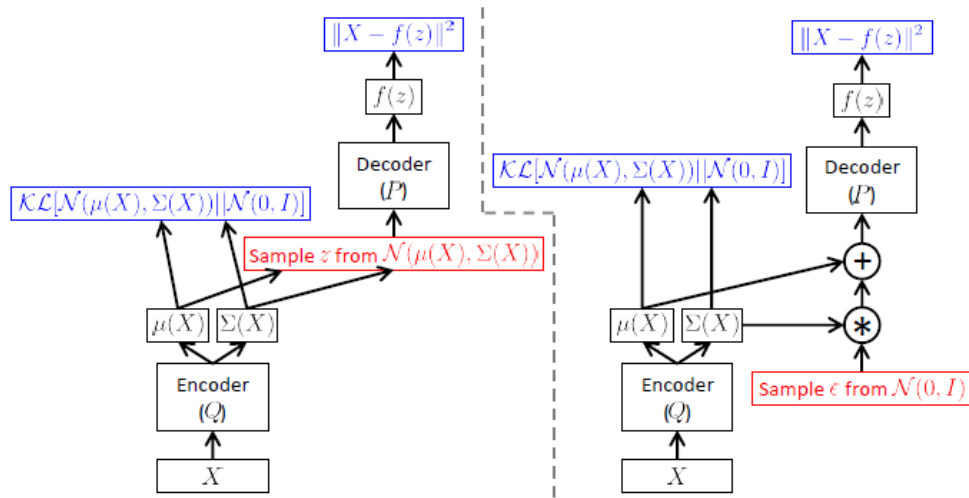 ‖X − f(z)‖²
f(z)
Decoder
(P)
𝒦ℒ[𝒩(μ(X), Σ(X))||𝒩(0, I)]
Sample z from 𝒩(μ(X), Σ(X))
μ(X)
Σ(X)
Encoder
(Q)
X
‖X − f(z)‖²
f(z)
Decoder
(P)
𝒦ℒ[𝒩(μ(X), Σ(X))||𝒩(0, I)]
+
μ(X)
Σ(X)
*
Encoder
(Q)
Sample ϵ from 𝒩(0, I)
X